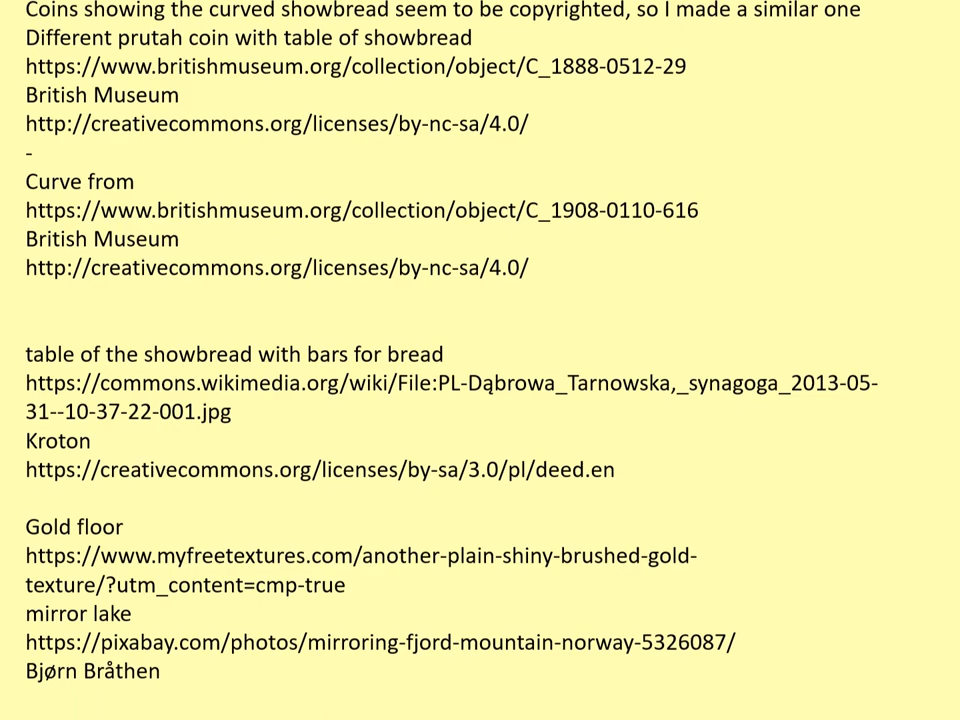 Coins showing the curved showbread seem to be copyrighted, so I made a similar one
Different prutah coin with table of showbread
https://www.britishmuseum.org/collection/object/C_1888-0512-29
British Museum
http://creativecommons.org/licenses/by-nc-sa/4.0/
-
Curve from
https://www.britishmuseum.org/collection/object/C_1908-0110-616
British Museum
http://creativecommons.org/licenses/by-nc-sa/4.0/
table of the showbread with bars for bread
https://commons.wikimedia.org/wiki/File:PL-Dąbrowa_Tarnowska,_synagoga_2013-05-
31--10-37-22-001.jpg
Kroton
https://creativecommons.org/licenses/by-sa/3.0/pl/deed.en
Gold floor
https://www.myfreetextures.com/another-plain-shiny-brushed-gold-
texture/?utm_content=cmp-true
mirror lake
https://pixabay.com/photos/mirroring-fjord-mountain-norway-5326087/
Bjørn Bråthen